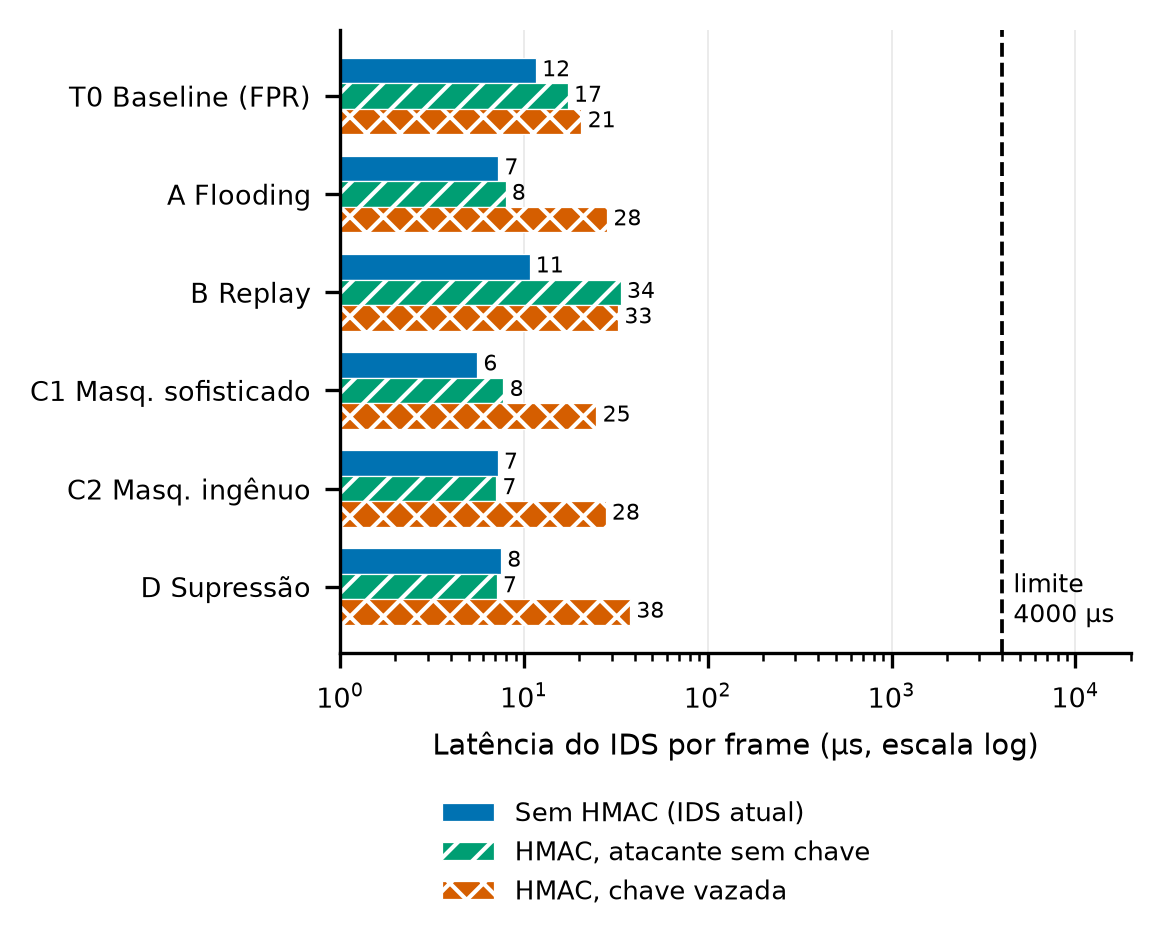 T0 Baseline (FPR)
12
17
21
A Flooding
7
8
28
B Replay
11
34
33
C1 Masq. sofisticado
6
8
25
C2 Masq. ingênuo
7
7
28
D Supressão
8
7
38
limite
4000 µs
10⁰ 10¹ 10² 10³ 10⁴
Latência do IDS por frame (µs, escala log)
Sem HMAC (IDS atual)
HMAC, atacante sem chave
HMAC, chave vazada